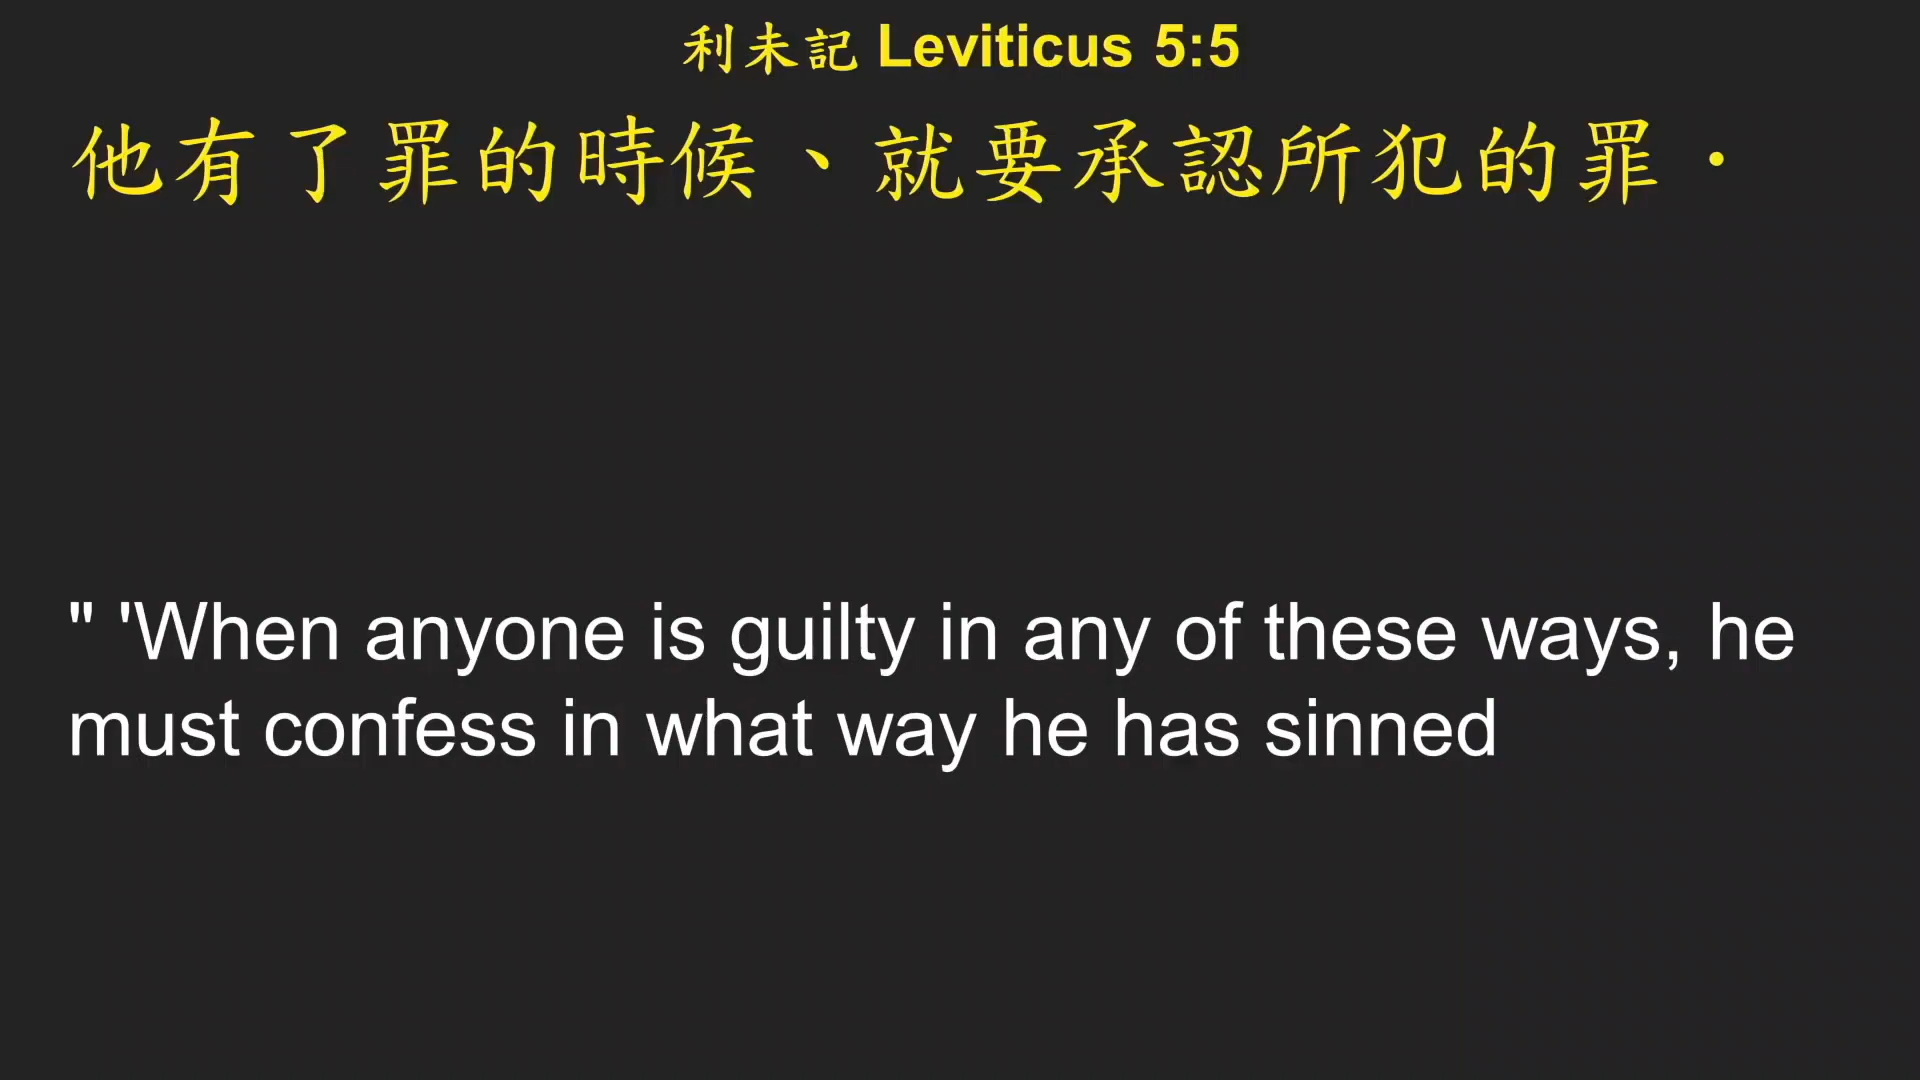 利未記 Leviticus 5:5
他有了罪的時候、就要承認所犯的罪．
" 'When anyone is guilty in any of these ways, he
must confess in what way he has sinned